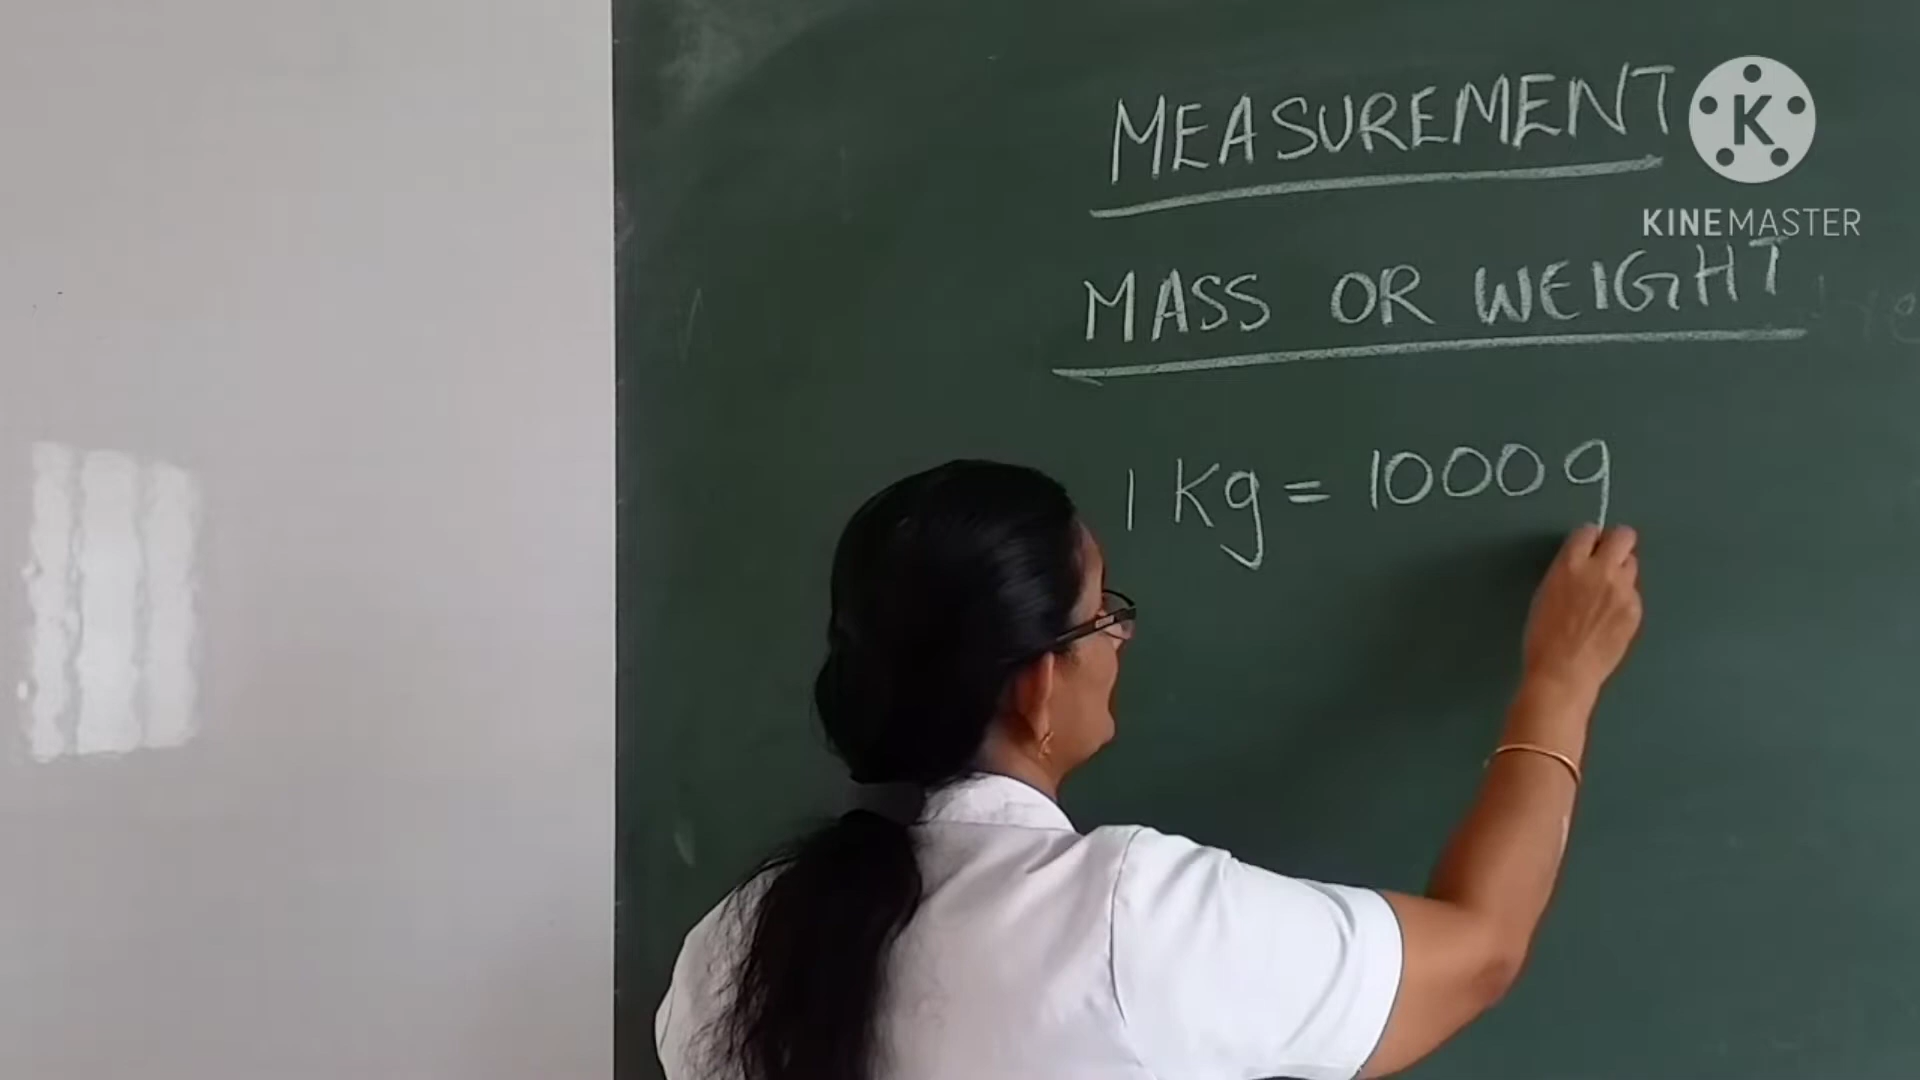 MEASUREMENT
K
KINEMASTER
MASS OR WEIGHT
1 Kg = 1000 g